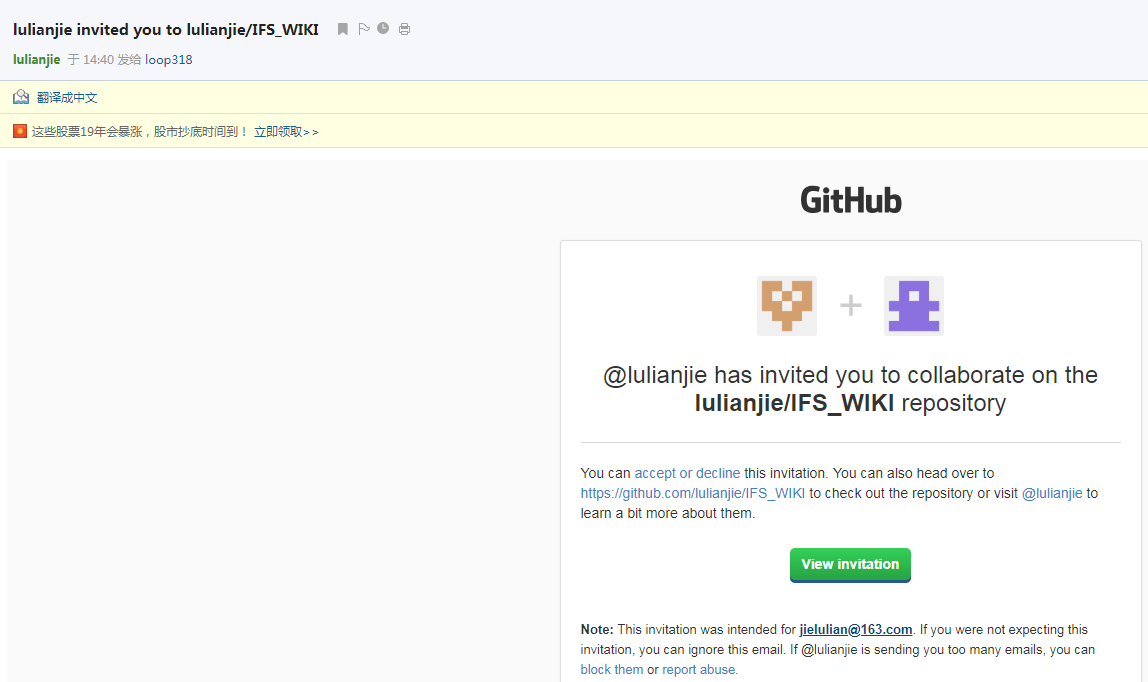 lulianjie invited you to lulianjie/IFS_WIKI
lulianjie 于 14:40 发给 loop318
翻译成中文
这些股票19年会暴涨，股市抄底时间到！ 立即领取>>
GitHub
@lulianjie has invited you to collaborate on the
lulianjie/IFS_WIKI repository
You can accept or decline this invitation. You can also head over to
https://github.com/lulianjie/IFS_WIKI to check out the repository or visit @lulianjie to
learn a bit more about them.
View invitation
Note: This invitation was intended for jielulian@163.com. If you were not expecting this
invitation, you can ignore this email. If @lulianjie is sending you too many emails, you can
block them or report abuse.